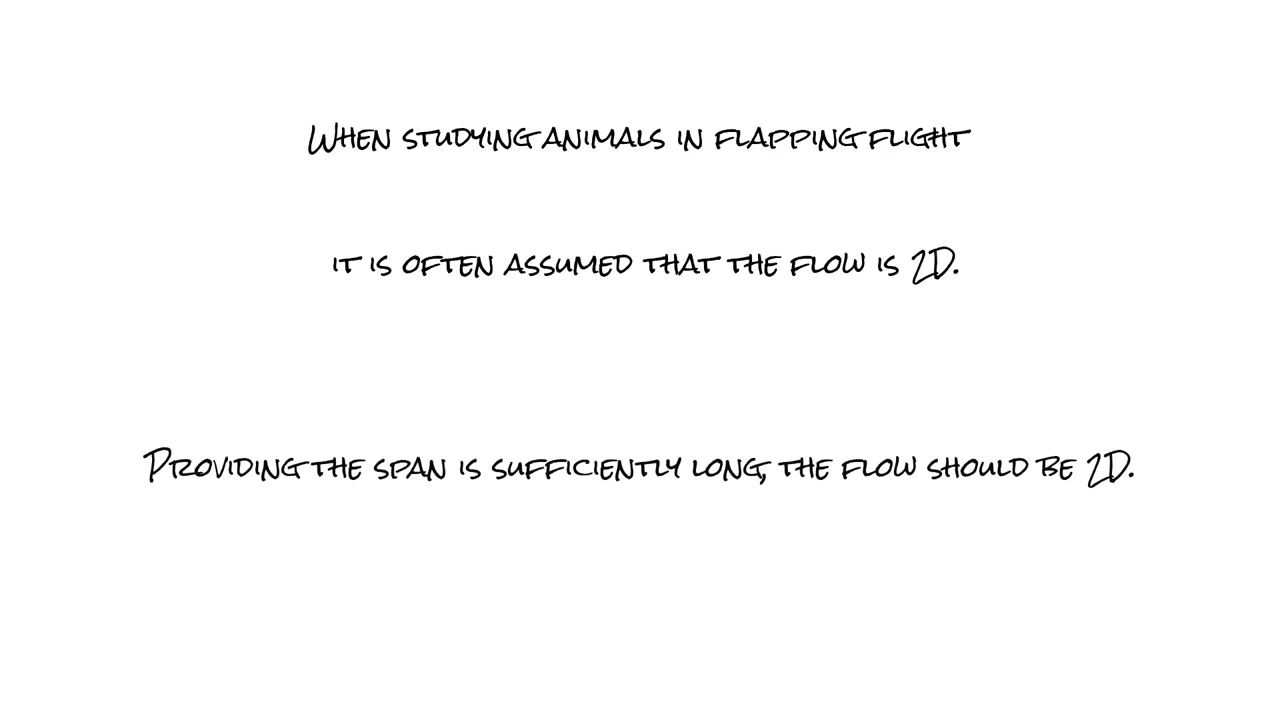 When studying animals in flapping flight
it is often assumed that the flow is 2D.
Providing the span is sufficiently long, the flow should be 2D.